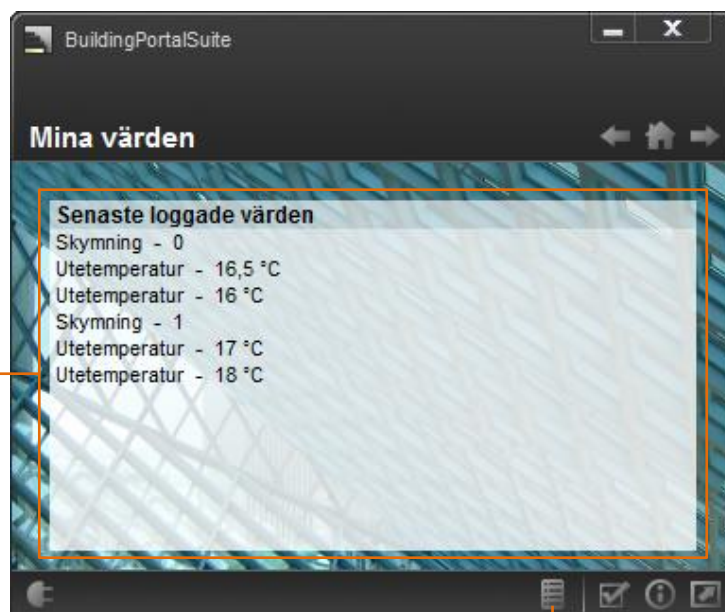 BuildingPortalSuite
Mina värden
Senaste loggade värden
Skymning - 0
Utetemperatur - 16,5 °C
Utetemperatur - 16 °C
Skymning - 1
Utetemperatur - 17 °C
Utetemperatur - 18 °C